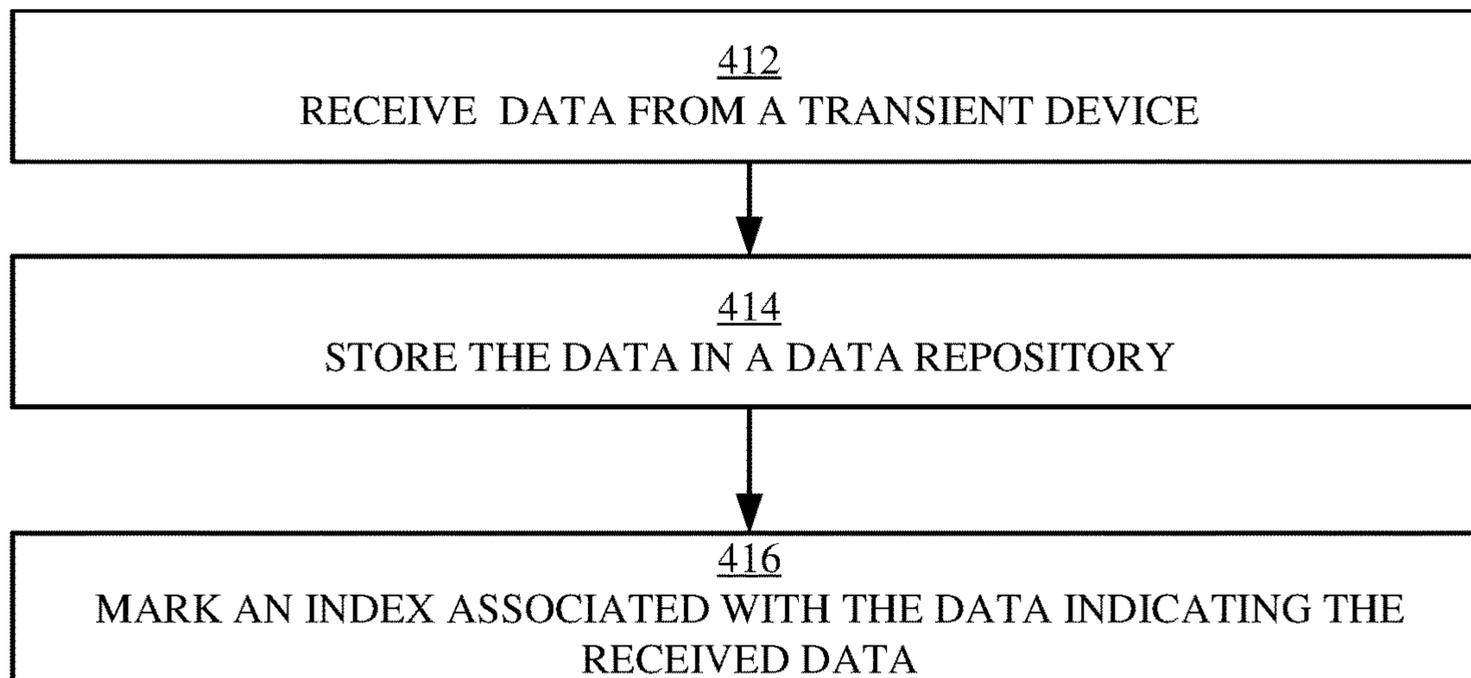 412
RECEIVE DATA FROM A TRANSIENT DEVICE
414
STORE THE DATA IN A DATA REPOSITORY
416
MARK AN INDEX ASSOCIATED WITH THE DATA INDICATING THE
RECEIVED DATA